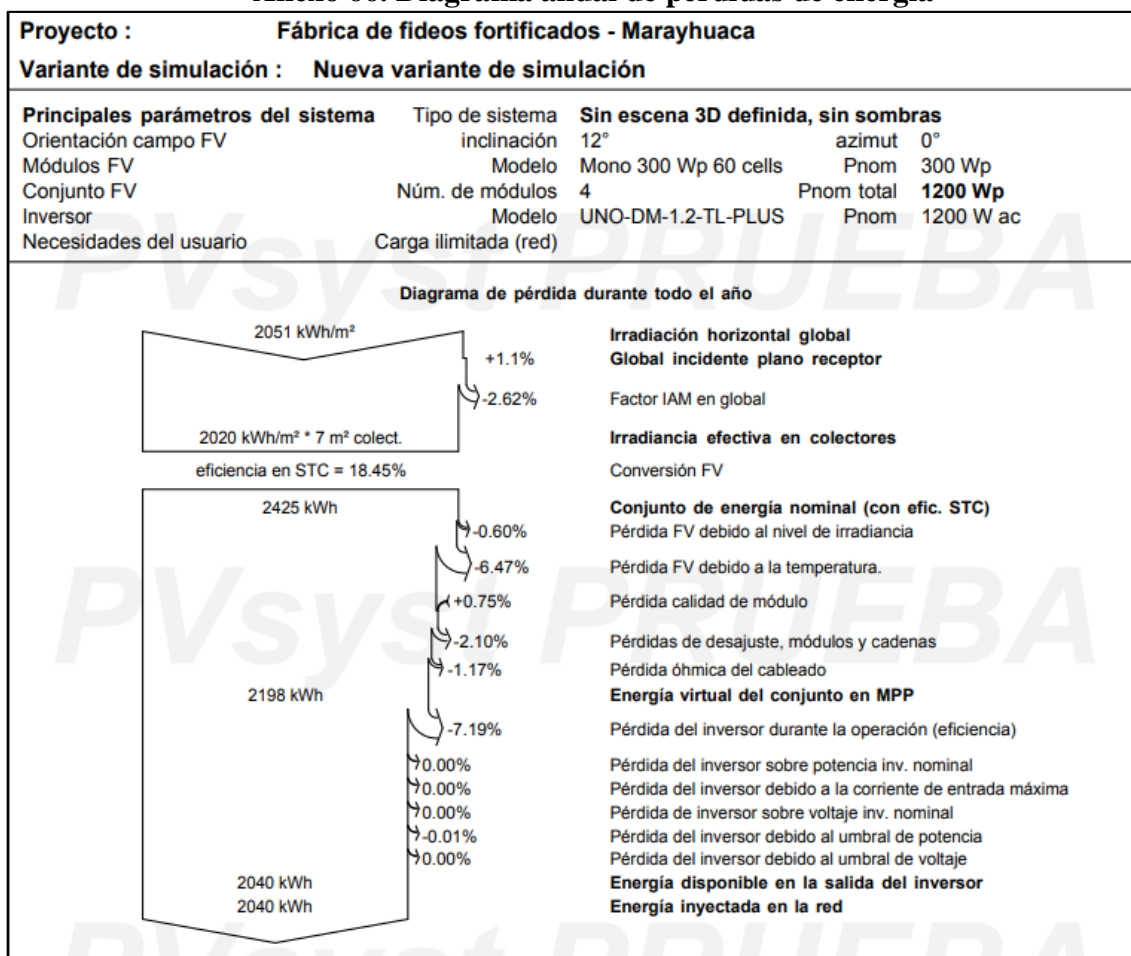 Anexo 06: Diagrama anual de pérdidas de energía
Proyecto : Fábrica de fideos fortificados - Marayhuaca
Variante de simulación : Nueva variante de simulación
Principales parámetros del sistema Tipo de sistema Sin escena 3D definida, sin sombras
Orientación campo FV inclinación 12° azimut 0°
Módulos FV Modelo Mono 300 Wp 60 cells Pnom 300 Wp
Conjunto FV Núm. de módulos 4 Pnom total 1200 Wp
Inversor Modelo UNO-DM-1.2-TL-PLUS Pnom 1200 W ac
Necesidades del usuario Carga ilimitada (red)
PVsyst PRUEBA
Diagrama de pérdida durante todo el año
2051 kWh/m² Irradiación horizontal global
+1.1% Global incidente plano receptor
-2.62% Factor IAM en global
2020 kWh/m² * 7 m² colect. Irradiancia efectiva en colectores
eficiencia en STC = 18.45% Conversión FV
2425 kWh Conjunto de energía nominal (con efic. STC)
-0.60% Pérdida FV debido al nivel de irradiancia
-6.47% Pérdida FV debido a la temperatura.
+0.75% Pérdida calidad de módulo
PVsyst PRUEBA
-2.10% Pérdidas de desajuste, módulos y cadenas
-1.17% Pérdida óhmica del cableado
2198 kWh Energía virtual del conjunto en MPP
-7.19% Pérdida del inversor durante la operación (eficiencia)
0.00% Pérdida del inversor sobre potencia inv. nominal
0.00% Pérdida del inversor debido a la corriente de entrada máxima
0.00% Pérdida de inversor sobre voltaje inv. nominal
-0.01% Pérdida del inversor debido al umbral de potencia
0.00% Pérdida del inversor debido al umbral de voltaje
2040 kWh Energía disponible en la salida del inversor
2040 kWh Energía inyectada en la red
PVsyst PRUEBA